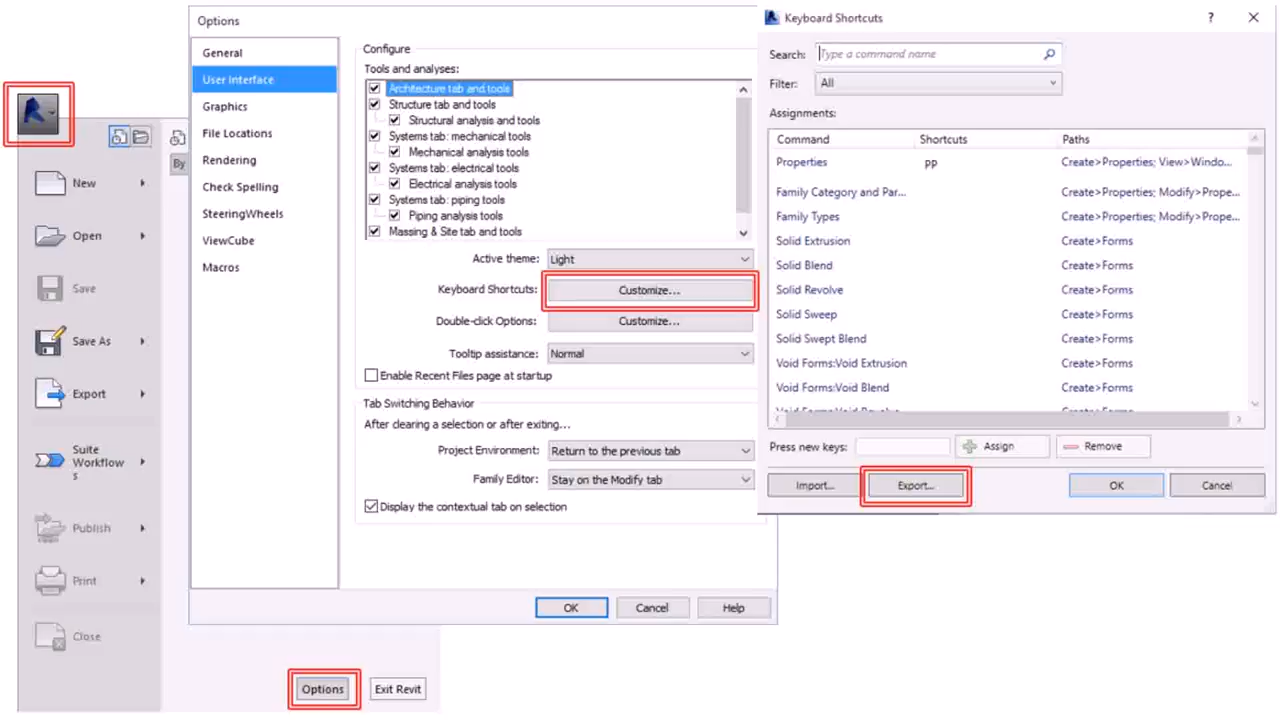 New
Open
Save
Save As
Export
Suite
Workflow
s
Publish
Print
Close
By
Options
Exit Revit
Options
General
User Interface
Graphics
File Locations
Rendering
Check Spelling
SteeringWheels
ViewCube
Macros
Configure
Tools and analyses:
Architecture tab and tools
Structure tab and tools
Structural analysis and tools
Systems tab: mechanical tools
Mechanical analysis tools
Systems tab: electrical tools
Electrical analysis tools
Systems tab: piping tools
Piping analysis tools
Massing & Site tab and tools
Active theme: Light
Keyboard Shortcuts: Customize...
Double-click Options: Customize...
Tooltip assistance: Normal
Enable Recent Files page at startup
Tab Switching Behavior
After clearing a selection or after exiting...
Project Environment: Return to the previous tab
Family Editor: Stay on the Modify tab
Display the contextual tab on selection
OK Cancel Help
Keyboard Shortcuts ?
Search: Type a command name
Filter: All
Assignments:
Command Shortcuts Paths
Properties pp Create>Properties; View>Windo...
Family Category and Par... Create>Properties; Modify>Prope...
Family Types Create>Properties; Modify>Prope...
Solid Extrusion Create>Forms
Solid Blend Create>Forms
Solid Revolve Create>Forms
Solid Sweep Create>Forms
Solid Swept Blend Create>Forms
Void Forms:Void Extrusion Create>Forms
Void Forms:Void Blend Create>Forms
Void Forms:Void Revolve Create>Forms
Press new keys: Assign Remove
Import... Export... OK Cancel